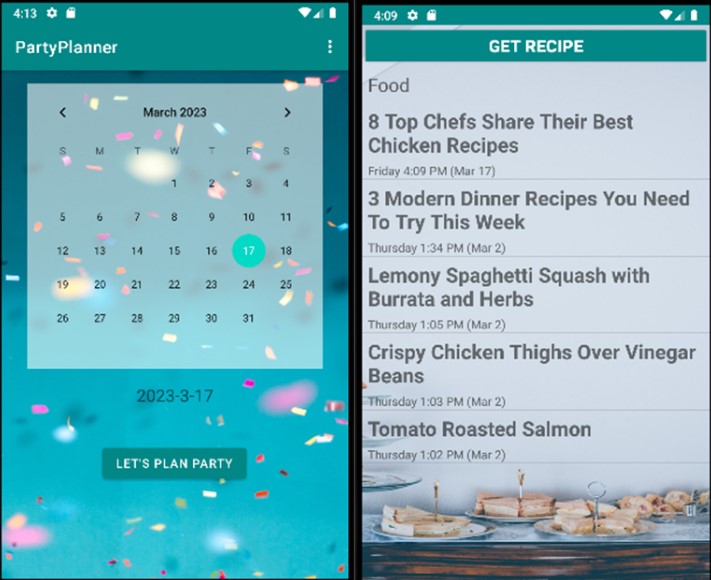 4:13
PartyPlanner
March 2023
S M T W T F S
1 2 3 4
5 6 7 8 9 10 11
12 13 14 15 16 17 18
19 20 21 22 23 24 25
26 27 28 29 30 31
2023-3-17
LET'S PLAN PARTY
4:09
GET RECIPE
Food
8 Top Chefs Share Their Best
Chicken Recipes
Friday 4:09 PM (Mar 17)
3 Modern Dinner Recipes You Need
To Try This Week
Thursday 1:34 PM (Mar 2)
Lemony Spaghetti Squash with
Burrata and Herbs
Thursday 1:05 PM (Mar 2)
Crispy Chicken Thighs Over Vinegar
Beans
Thursday 1:03 PM (Mar 2)
Tomato Roasted Salmon
Thursday 1:02 PM (Mar 2)